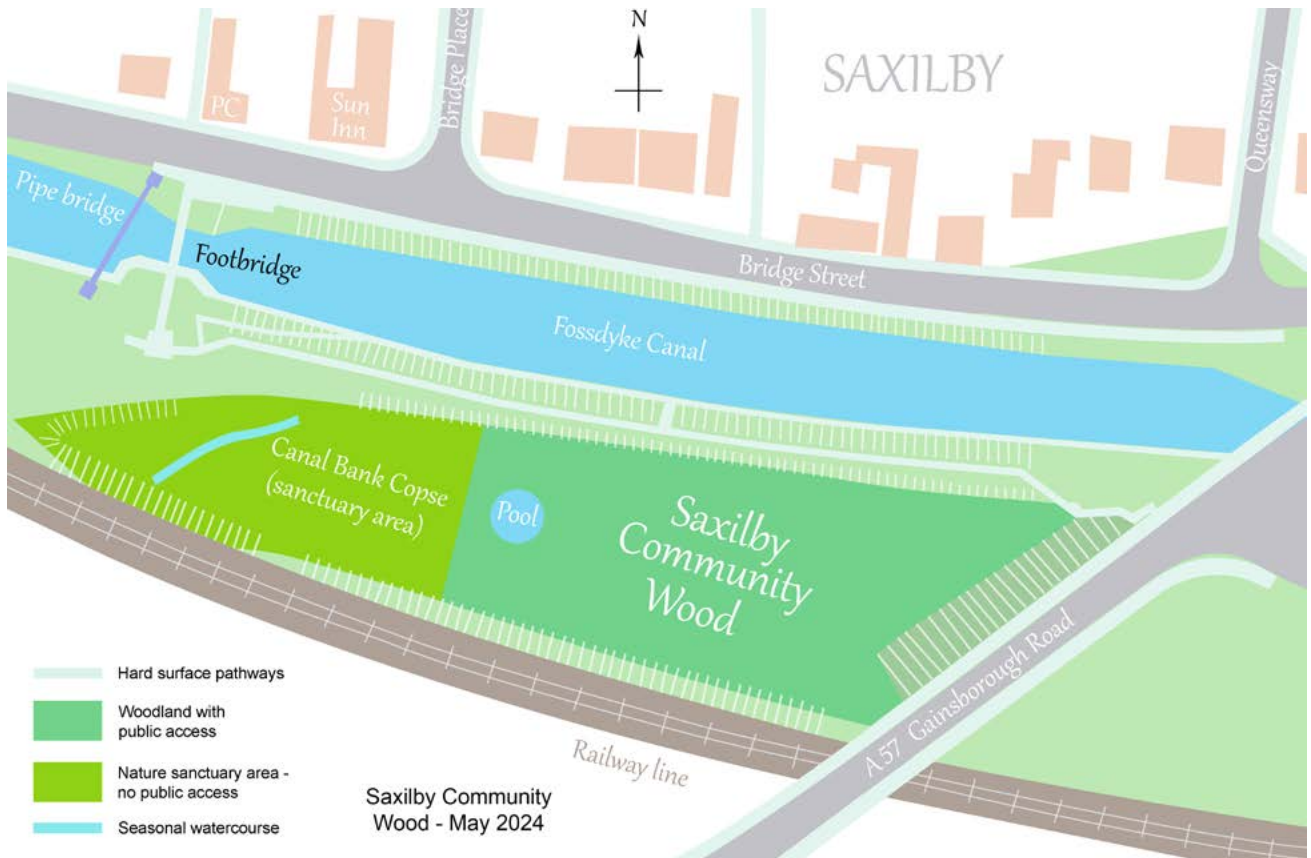 N
SAXILBY
Bridge Place
Queensway
PC
Sun
Inn
Pipe bridge
Footbridge
Bridge Street
Fossdyke Canal
Canal Bank Copse
(sanctuary area)
Pool
Saxilby
Community
Wood
A57 Gainsborough Road
Railway line
Hard surface pathways
Woodland with
public access
Nature sanctuary area -
no public access
Seasonal watercourse
Saxilby Community
Wood - May 2024